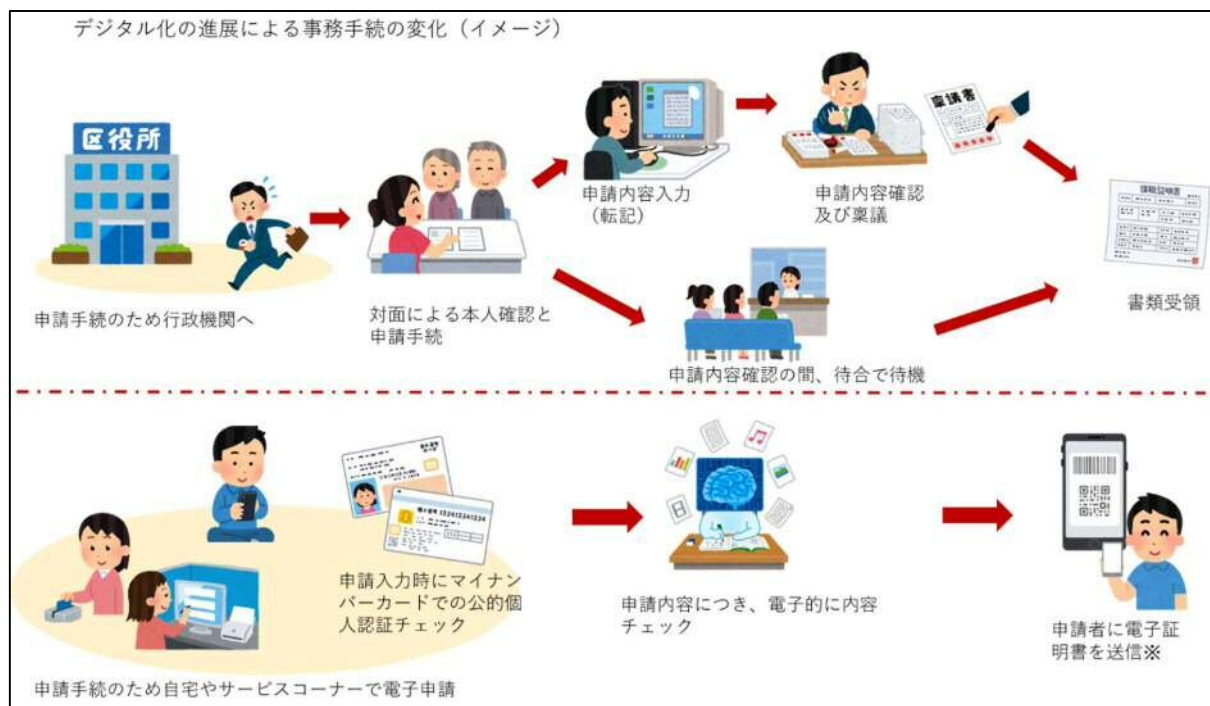 デジタル化の進展による事務手続の変化（イメージ）
区役所
申請手続のため行政機関へ
対面による本人確認と
申請手続
申請内容入力
（転記）
稟議書
申請内容確認
及び稟議
申請内容確認の間、待合で待機
書類受領
申請手続のため自宅やサービスコーナーで電子申請
123412341234
申請入力時にマイナン
バーカードでの公的個
人認証チェック
申請内容につき、電子的に内容
チェック
申請者に電子証
明書を送信※